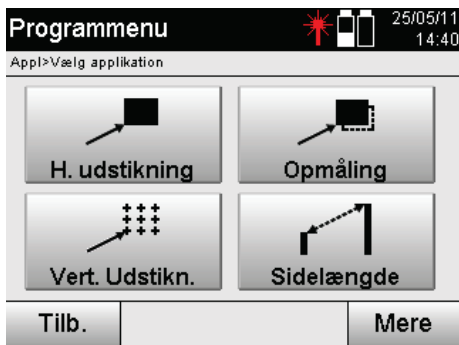 Programmenu
25/05/11
14:40
Appl>Vælg applikation
H. udstikning
Opmåling
Vert. Udstikn.
Sidelængde
Tilb.
Mere